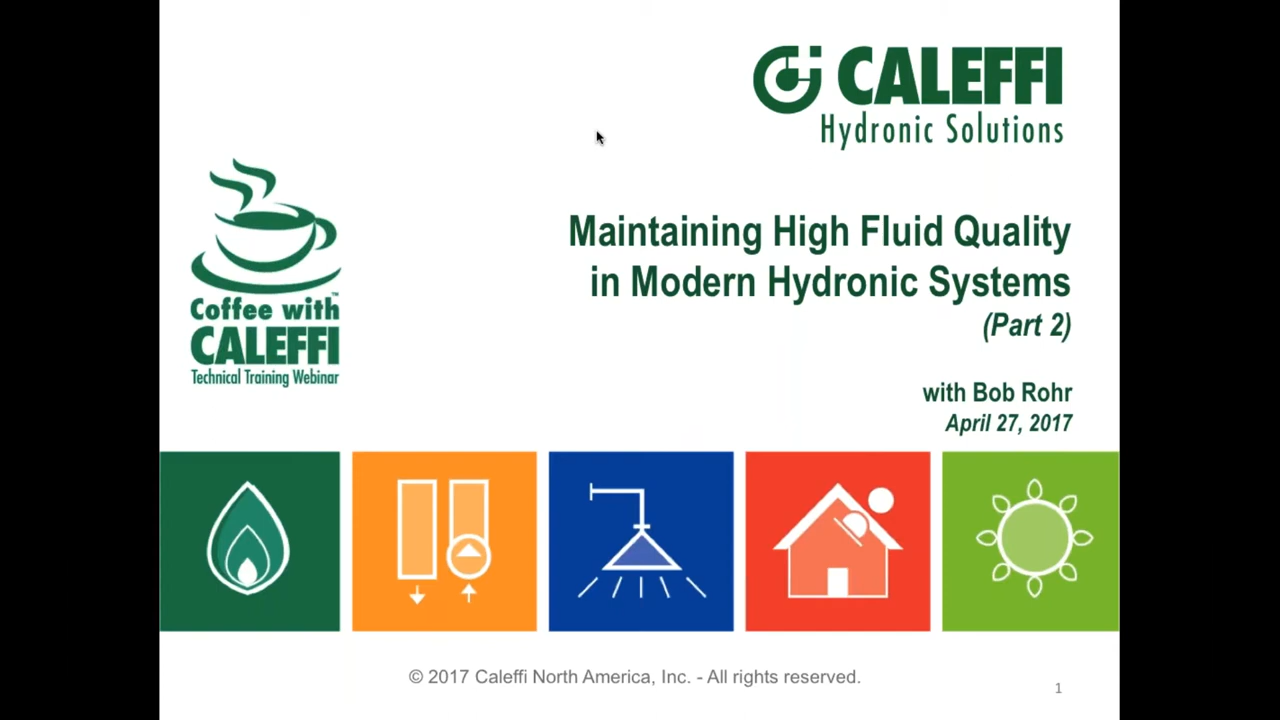 CALEFFI
Hydronic Solutions
Maintaining High Fluid Quality
in Modern Hydronic Systems
(Part 2)
with Bob Rohr
April 27, 2017
Coffee with™
CALEFFI
Technical Training Webinar
© 2017 Caleffi North America, Inc. - All rights reserved.
1